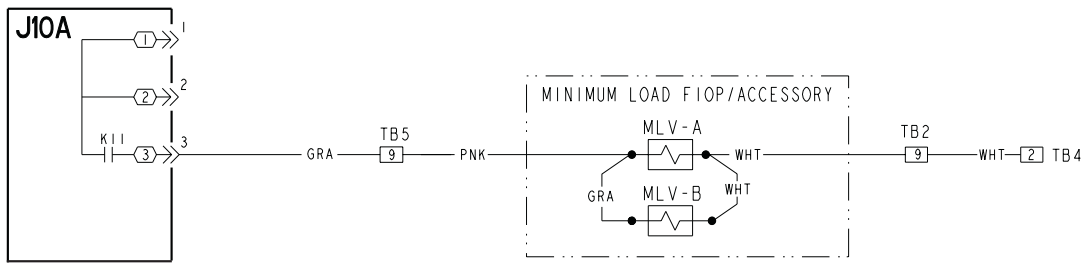 J10A
1
1
2
2
K11
3
3
GRA
TB5
9
PNK
MINIMUM LOAD FIOP/ACCESSORY
MLV-A
WHT
GRA
MLV-B
WHT
TB2
9
WHT
2
TB4